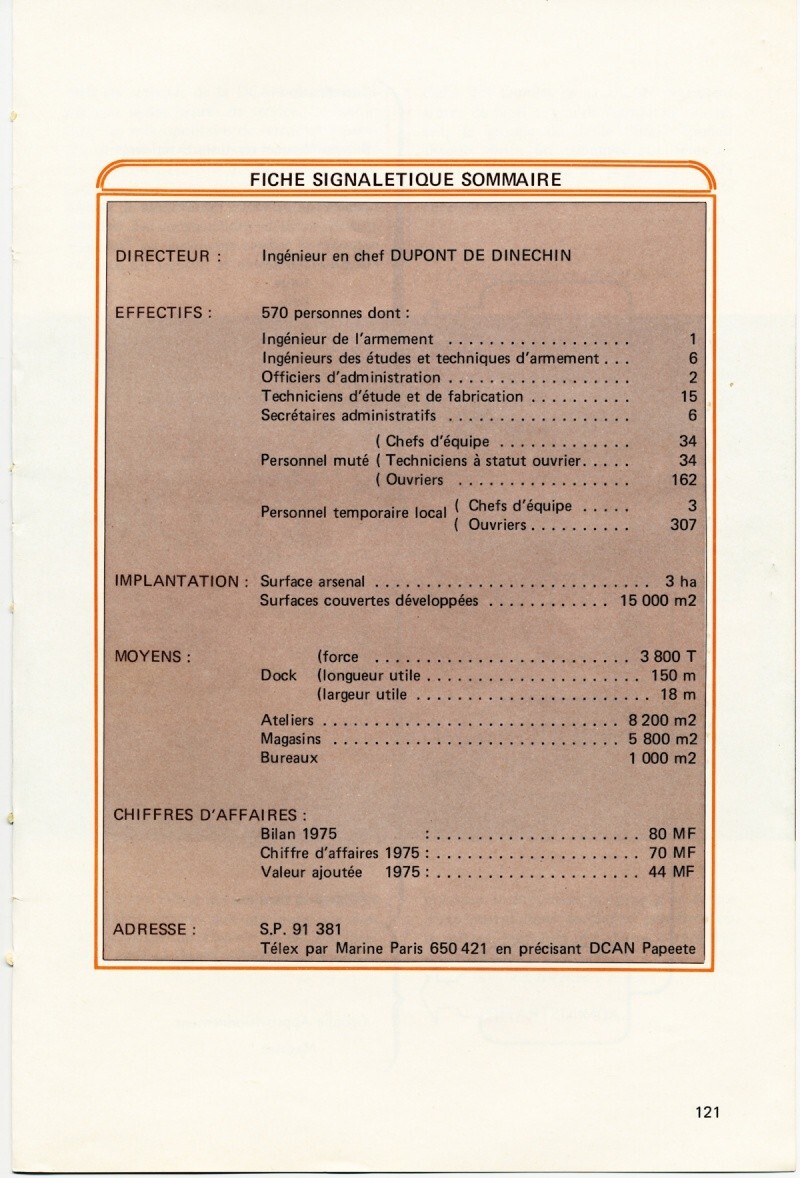 FICHE SIGNALETIQUE SOMMAIRE
DIRECTEUR : Ingénieur en chef DUPONT DE DINECHIN
EFFECTIFS : 570 personnes dont :
Ingénieur de l'armement . . . . . . . . . . . . . . . . . . 1
Ingénieurs des études et techniques d'armement . . . 6
Officiers d'administration . . . . . . . . . . . . . . . . . . 2
Techniciens d'étude et de fabrication . . . . . . . . . . 15
Secrétaires administratifs . . . . . . . . . . . . . . . . . . 6
( Chefs d'équipe . . . . . . . . . . . . . 34
Personnel muté ( Techniciens à statut ouvrier. . . . . 34
( Ouvriers . . . . . . . . . . . . . . . . . 162
Personnel temporaire local ( Chefs d'équipe . . . . . 3
( Ouvriers . . . . . . . . . . 307
IMPLANTATION : Surface arsenal . . . . . . . . . . . . . . . . . . . . . . . . . . . 3 ha
Surfaces couvertes développées . . . . . . . . . . . . 15 000 m2
MOYENS : (force . . . . . . . . . . . . . . . . . . . . . . . . . 3 800 T
Dock (longueur utile . . . . . . . . . . . . . . . . . . . . . 150 m
(largeur utile . . . . . . . . . . . . . . . . . . . . . . . 18 m
Ateliers . . . . . . . . . . . . . . . . . . . . . . . . . . . . . 8 200 m2
Magasins . . . . . . . . . . . . . . . . . . . . . . . . . . . . 5 800 m2
Bureaux 1 000 m2
CHIFFRES D'AFFAIRES :
Bilan 1975 : . . . . . . . . . . . . . . . . . . . . 80 MF
Chiffre d'affaires 1975 : . . . . . . . . . . . . . . . . . . . . 70 MF
Valeur ajoutée 1975 : . . . . . . . . . . . . . . . . . . . . 44 MF
ADRESSE : S.P. 91 381
Télex par Marine Paris 650 421 en précisant DCAN Papeete
121